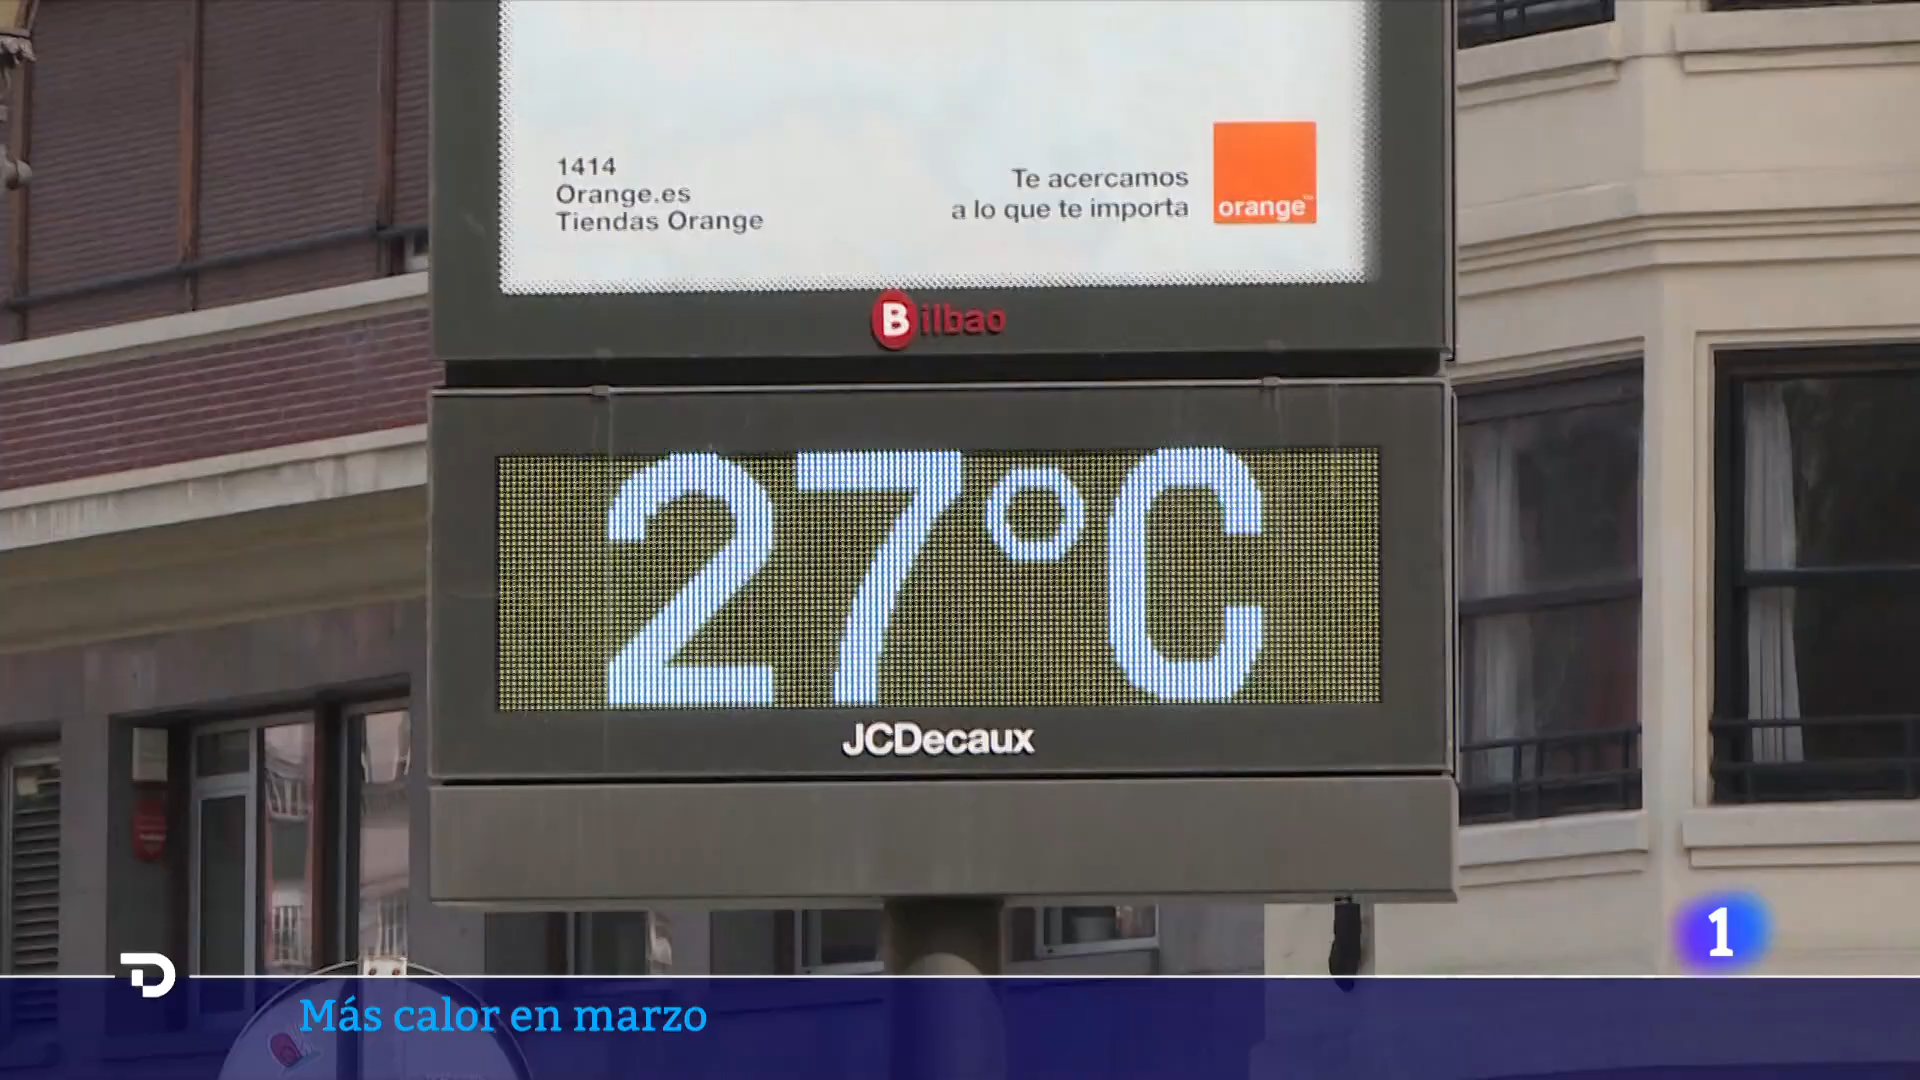 1414
Orange.es
Tiendas Orange
Te acercamos
a lo que te importa
orange™
Bilbao
27°C
JCDecaux
1
Más calor en marzo